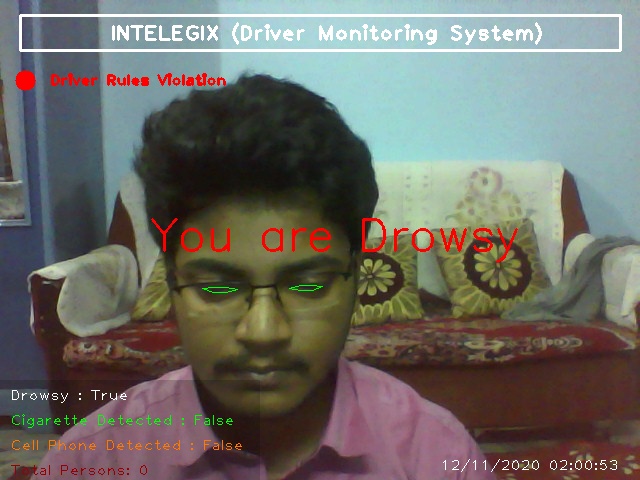 INTELEGIX (Driver Monitoring System)
Driver Rules Violation
You are Drowsy
Drowsy : True
Cigarette Detected : False
Cell Phone Detected : False
Total Persons: 0
12/11/2020 02:00:53